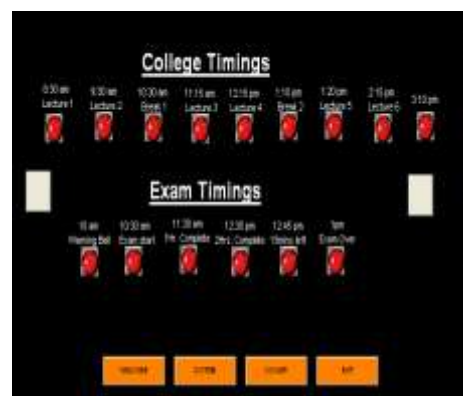 College Timings
8:30 am 9:30 am 10:30 am 11:15 am 12:15 pm 1:10 pm 1:20 pm 2:15 pm 3:10 pm
Lecture 1 Lecture 2 Break 1 Lecture 3 Lecture 4 Break 2 Lecture 5 Lecture 6
Exam Timings
10 am 10:30 am 11:30 am 12:30 pm 12:45 pm 1pm
Warning Bell Exam start 1Hr. Complete 2Hrs. Complete 15mins left Exam Over
EXIT